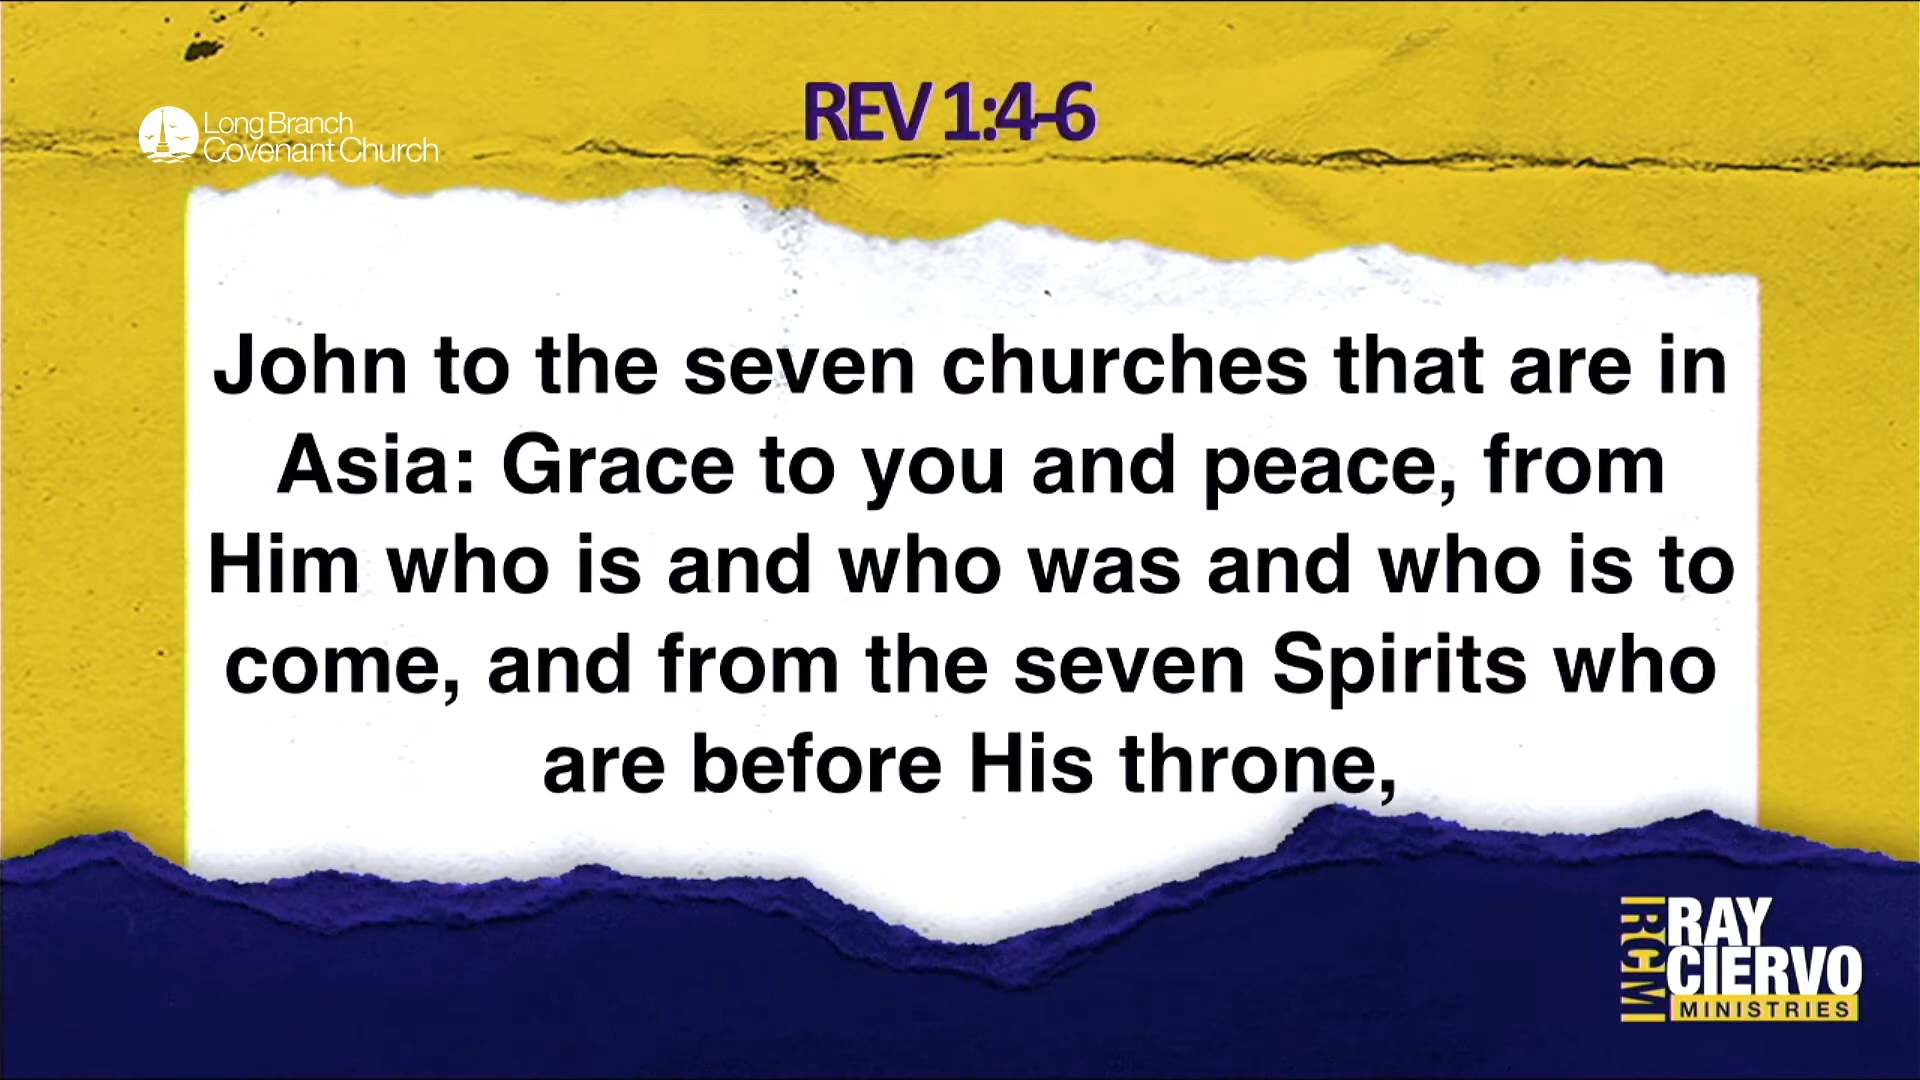 REV 1:4-6
Long Branch
Covenant Church
John to the seven churches that are in
Asia: Grace to you and peace, from
Him who is and who was and who is to
come, and from the seven Spirits who
are before His throne,
RCM
RAY
CIERVO
MINISTRIES